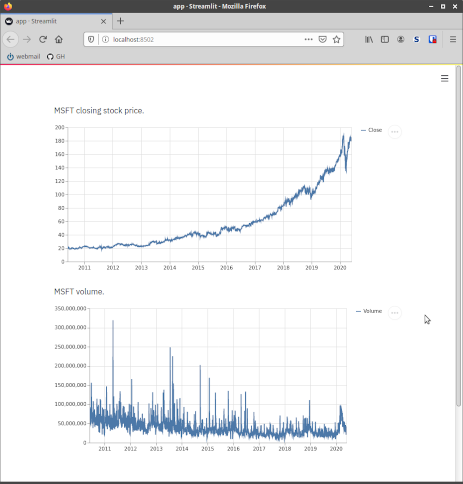 app - Streamlit - Mozilla Firefox
app · Streamlit
localhost:8502
webmail GH
MSFT closing stock price.
200
180
160
140
120
100
80
60
40
20
0
2011 2012 2013 2014 2015 2016 2017 2018 2019 2020
Close
MSFT volume.
350,000,000
300,000,000
250,000,000
200,000,000
150,000,000
100,000,000
50,000,000
0
2011 2012 2013 2014 2015 2016 2017 2018 2019 2020
Volume